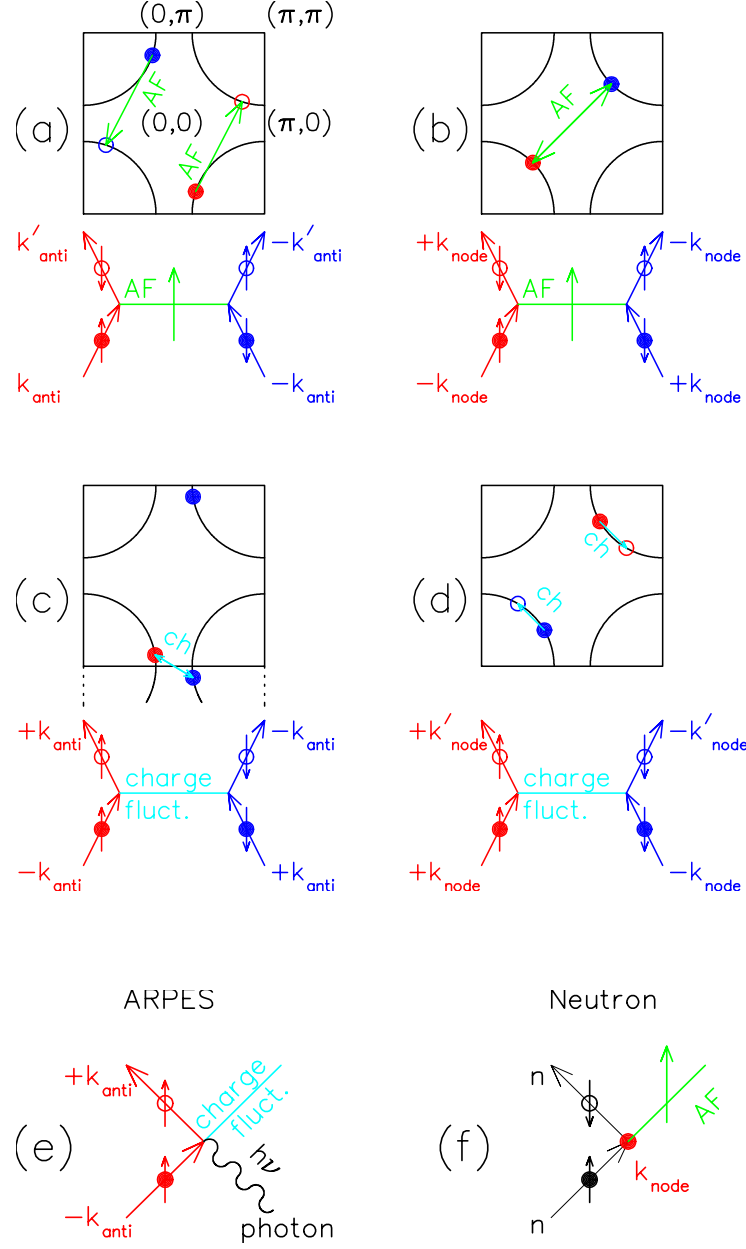 (0,π) (π,π)
(a) AF (0,0) AF (π,0) (b) AF
k′anti −k′anti +knode −knode
AF AF
kanti −kanti −knode +knode
(c) ch (d) ch ch
+kanti −kanti +k′node −k′node
charge charge
fluct. fluct.
−kanti +kanti +knode −knode
ARPES Neutron
+kanti charge n
fluct. AF
(e) hν (f) knode
−kanti photon n